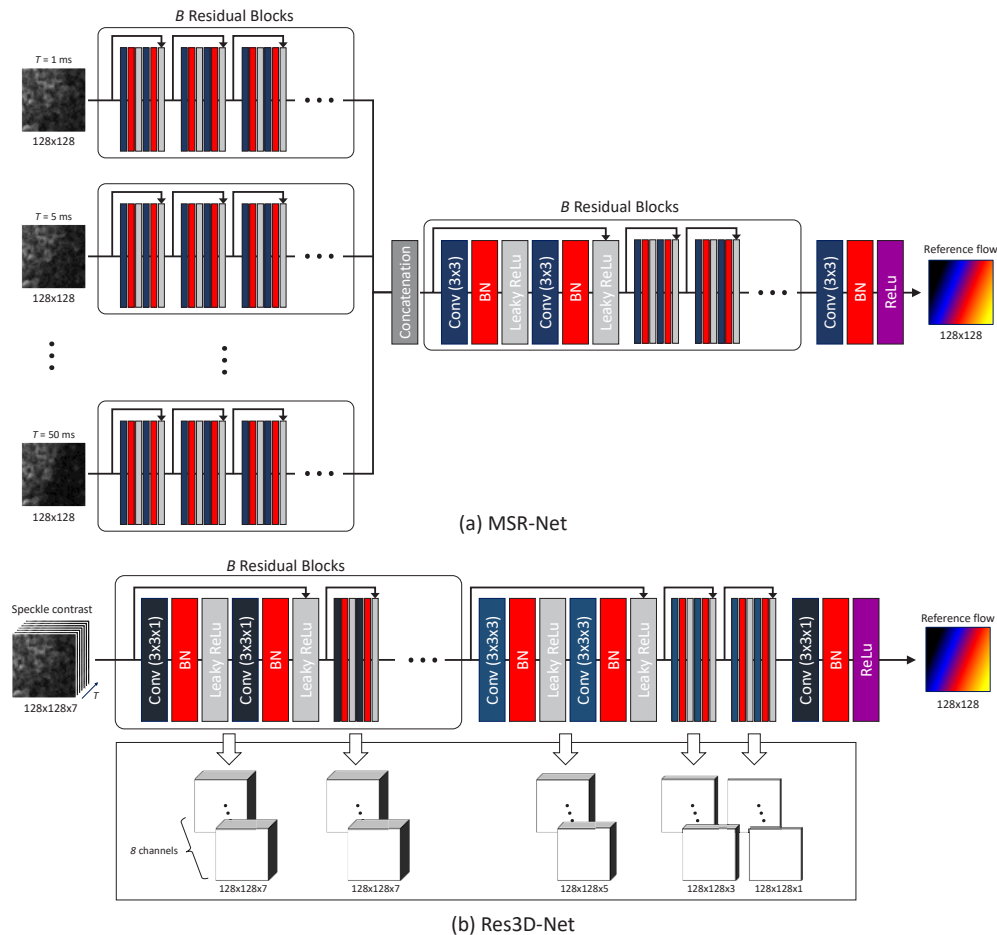 B Residual Blocks
T = 1 ms
128x128
T = 5 ms
128x128
B Residual Blocks
Concatenation
Conv (3x3)
BN
Leaky ReLu
Conv (3x3)
BN
Leaky ReLu
Conv (3x3)
BN
ReLu
Reference flow
128x128
T = 50 ms
128x128
(a) MSR-Net
B Residual Blocks
Speckle contrast
T
128x128x7
Conv (3x3x1)
BN
Leaky ReLu
Conv (3x3x1)
BN
Leaky ReLu
Conv (3x3x3)
BN
Leaky ReLu
Conv (3x3x3)
BN
Leaky ReLu
Conv (3x3x1)
BN
ReLu
Reference flow
128x128
8 channels
128x128x7
128x128x7
128x128x5
128x128x3
128x128x1
(b) Res3D-Net